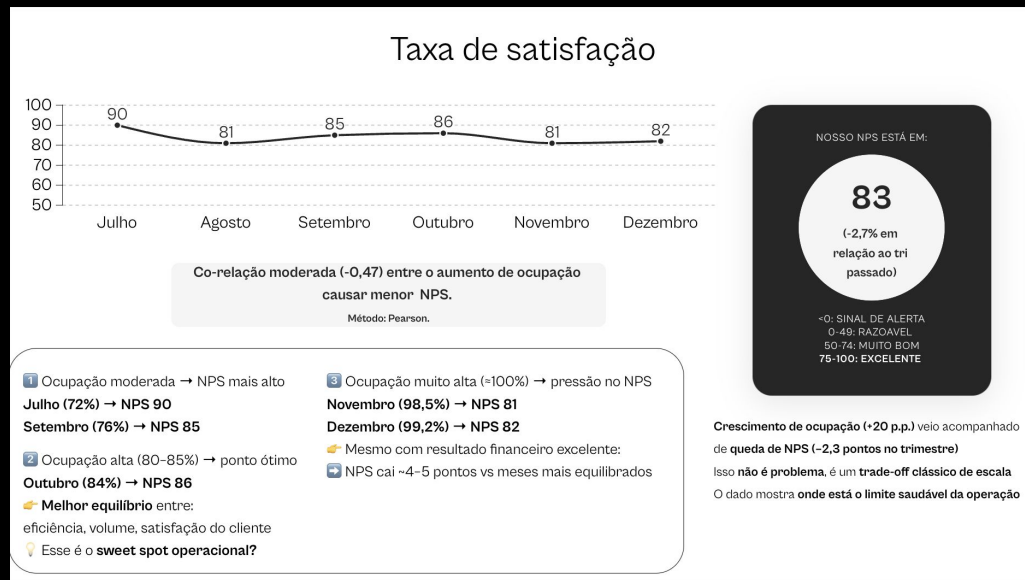 Taxa de satisfação
100
90
80
70
60
50
90
81
85
86
81
82
Julho
Agosto
Setembro
Outubro
Novembro
Dezembro
Co-relação moderada (-0,47) entre o aumento de ocupação
causar menor NPS.
Método: Pearson.
1 Ocupação moderada → NPS mais alto
Julho (72%) → NPS 90
Setembro (76%) → NPS 85
2 Ocupação alta (80–85%) → ponto ótimo
Outubro (84%) → NPS 86
👉 Melhor equilíbrio entre:
eficiência, volume, satisfação do cliente
💡 Esse é o sweet spot operacional?
3 Ocupação muito alta (≈100%) → pressão no NPS
Novembro (98,5%) → NPS 81
Dezembro (99,2%) → NPS 82
👉 Mesmo com resultado financeiro excelente:
➡️ NPS cai ~4–5 pontos vs meses mais equilibrados
NOSSO NPS ESTÁ EM:
83
(-2,7% em
relação ao tri
passado)
<0: SINAL DE ALERTA
0-49: RAZOAVEL
50-74: MUITO BOM
75-100: EXCELENTE
Crescimento de ocupação (+20 p.p.) veio acompanhado
de queda de NPS (–2,3 pontos no trimestre)
Isso não é problema, é um trade-off clássico de escala
O dado mostra onde está o limite saudável da operação